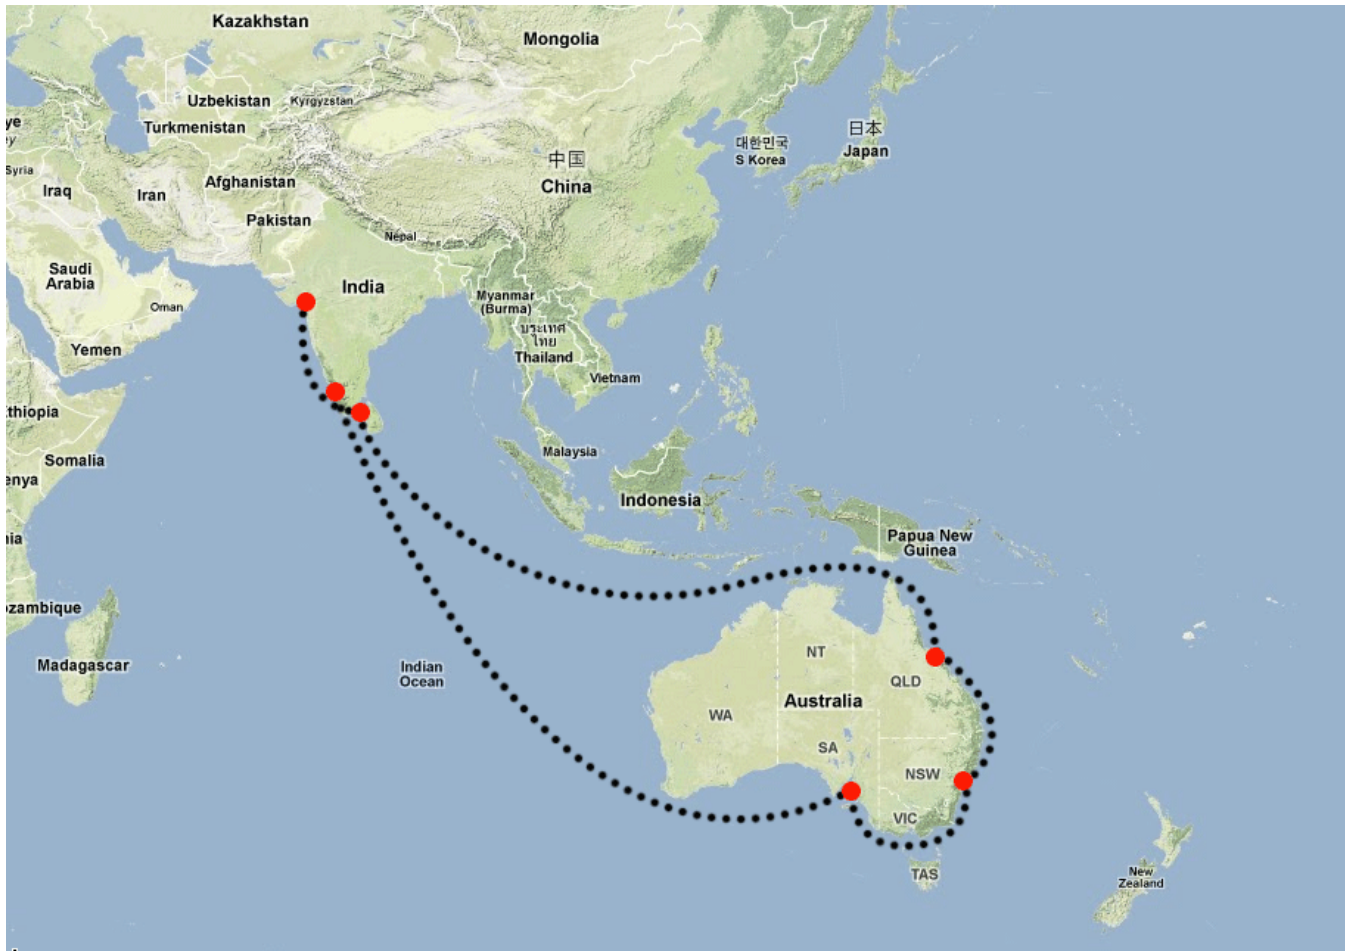 Kazakhstan
Mongolia
Uzbekistan
Kyrgyzstan
Turkmenistan
ye
ey
日本
Japan
대한민국
S Korea
中国
China
Syria
Iraq
Iran
Afghanistan
Pakistan
Nepal
Saudi
Arabia
India
Oman
Myanmar
(Burma)
ประเทศ
ไทย
Thailand
Yemen
Vietnam
thiopia
Somalia
enya
Malaysia
Indonesia
nia
Papua New
Guinea
ozambique
Madagascar
Indian
Ocean
NT
QLD
Australia
WA
SA
NSW
VIC
TAS
New
Zealand